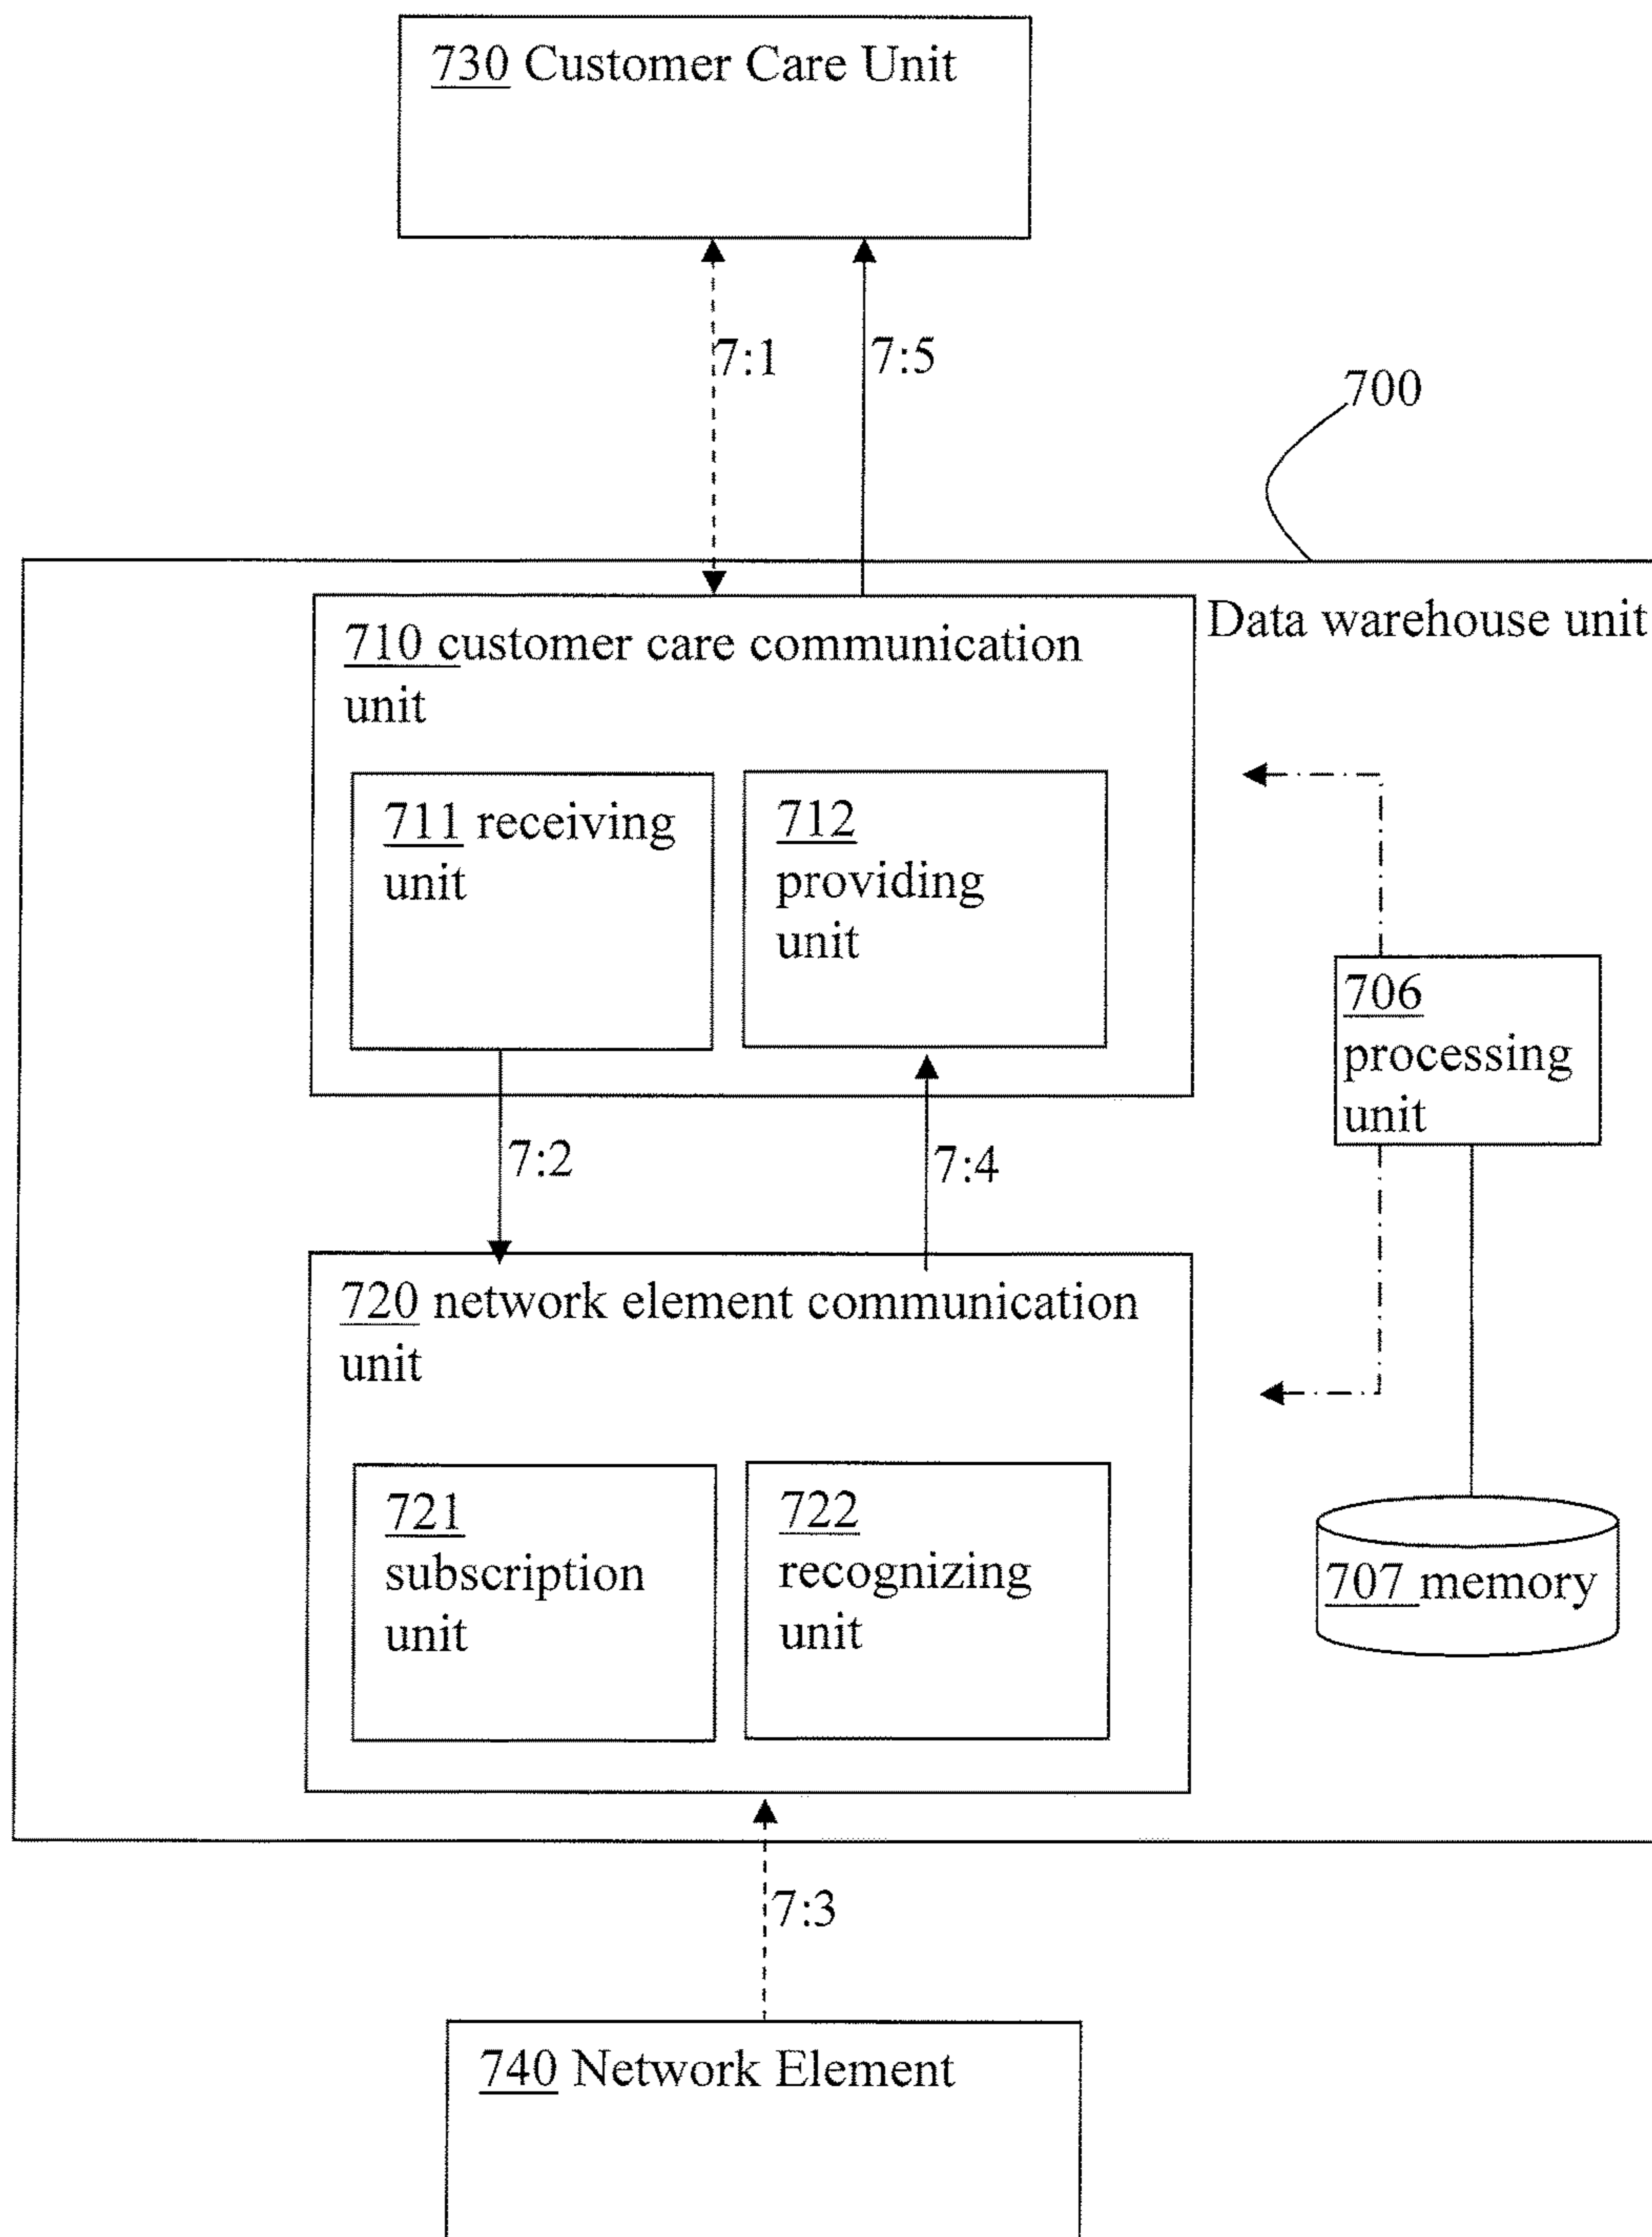 730 Customer Care Unit
7:1
7:5
700
Data warehouse unit
710 customer care communication
unit
711 receiving
unit
712
providing
unit
706
processing
unit
7:2
7:4
720 network element communication
unit
721
subscription
unit
722
recognizing
unit
707 memory
7:3
740 Network Element